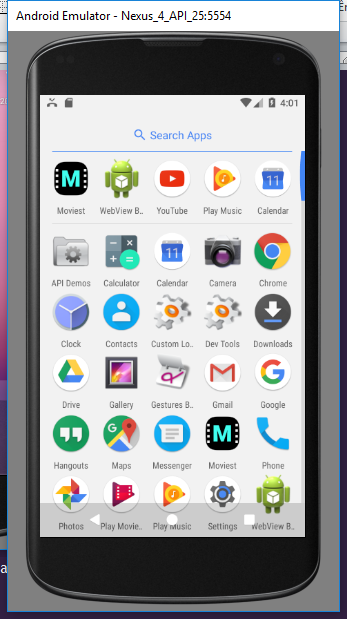 Android Emulator - Nexus_4_API_25:5554
4:01
Search Apps
M
11
Moviest WebView B.. YouTube Play Music Calendar
11
API Demos Calculator Calendar Camera Chrome
Clock Contacts Custom Lo.. Dev Tools Downloads
G
Drive Gallery Gestures B.. Gmail Google
M
Hangouts Maps Messenger Moviest Phone
Photos Play Movie.. Play Music Settings WebView B..